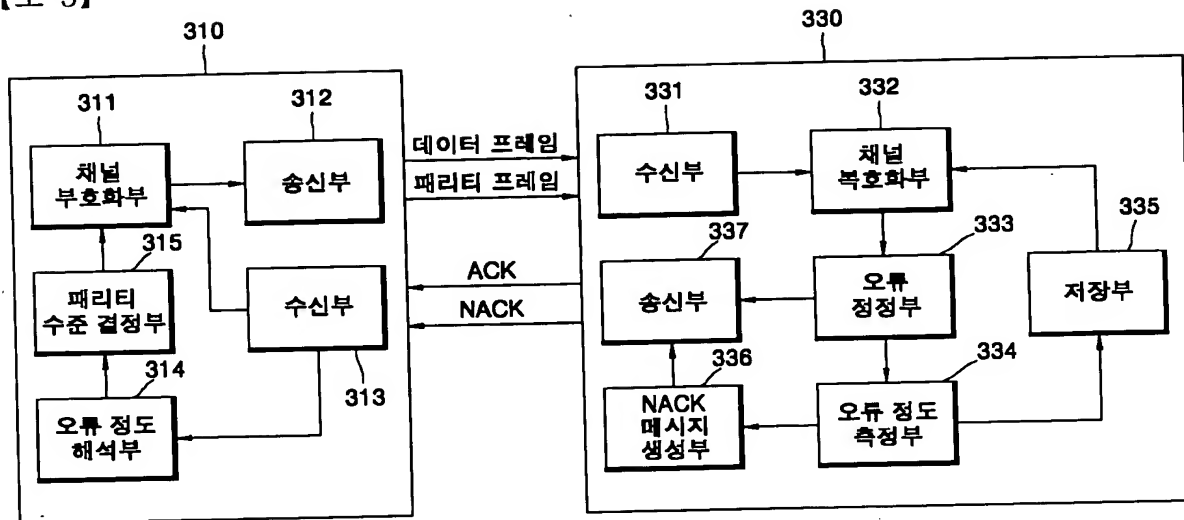 310
311
채널
부호화부
312
송신부
315
패리티
수준 결정부
수신부
313
314
오류 정도
해석부
데이터 프레임
패리티 프레임
ACK
NACK
330
331
수신부
332
채널
복호화부
337
송신부
333
오류
정정부
335
저장부
336
NACK
메시지
생성부
334
오류 정도
측정부